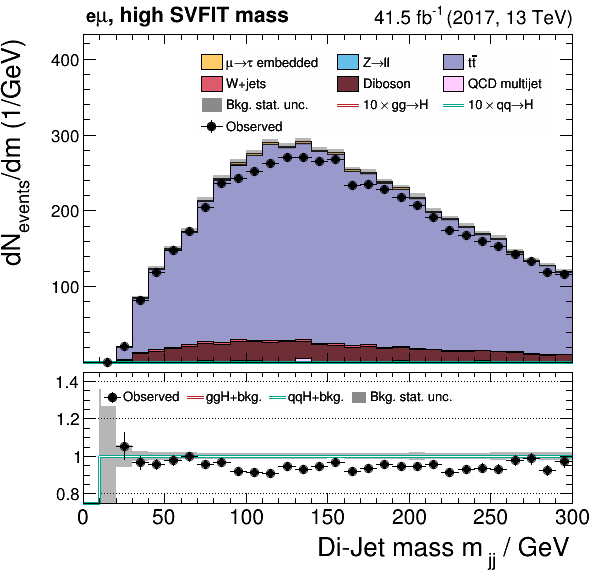 eμ, high SVFIT mass 41.5 fb⁻¹ (2017, 13 TeV)
dN_events/dm (1/GeV)
400
300
200
100
μ→τ embedded Z→ll tt̄
W+jets Diboson QCD multijet
Bkg. stat. unc. 10 × gg→H 10 × qq→H
Observed
1.4
1.2
1
0.8
Observed ggH+bkg. qqH+bkg. Bkg. stat. unc.
0 50 100 150 200 250 300
Di-Jet mass m_jj / GeV